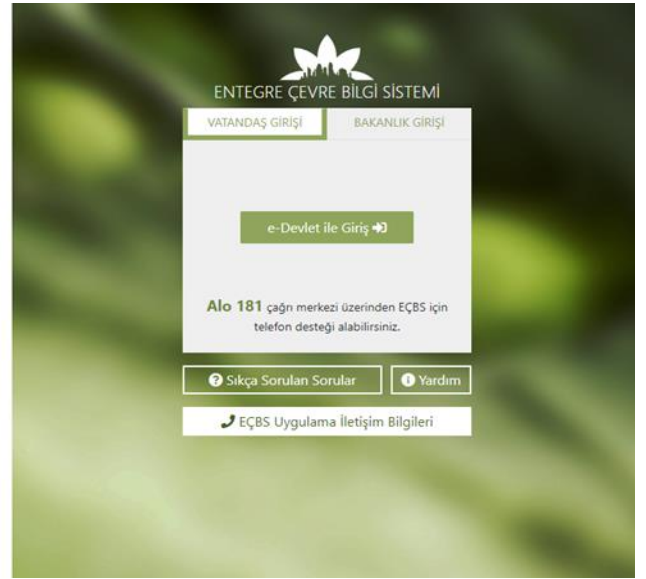 ENTEGRE ÇEVRE BİLGİ SİSTEMİ
VATANDAŞ GİRİŞİ
BAKANLIK GİRİŞİ
e-Devlet ile Giriş
Alo 181 çağrı merkezi üzerinden EÇBS için
telefon desteği alabilirsiniz.
Sıkça Sorulan Sorular
Yardım
EÇBS Uygulama İletişim Bilgileri